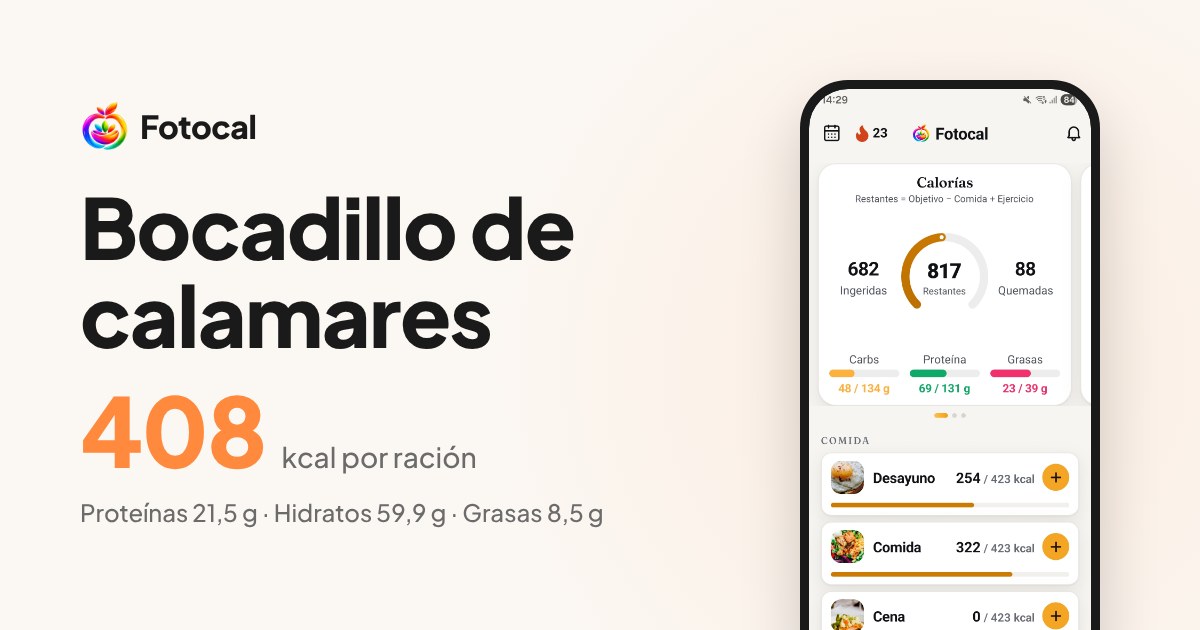 Fotocal
Bocadillo de
calamares
408 kcal por ración
Proteínas 21,5 g · Hidratos 59,9 g · Grasas 8,5 g
14:29
84
23
Fotocal
Calorías
Restantes = Objetivo − Comida + Ejercicio
682
Ingeridas
817
Restantes
88
Quemadas
Carbs
48 / 134 g
Proteína
69 / 131 g
Grasas
23 / 39 g
COMIDA
Desayuno 254 / 423 kcal +
Comida 322 / 423 kcal +
Cena 0 / 423 kcal +